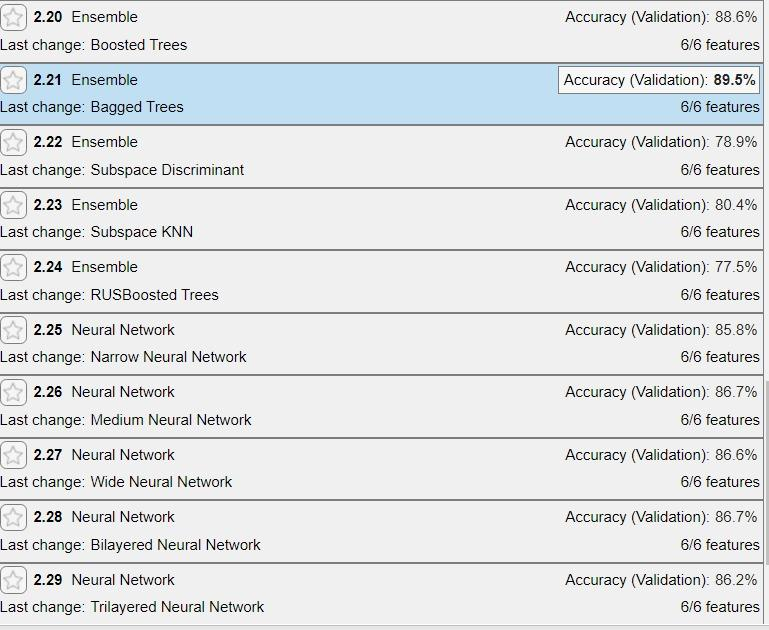 2.20 Ensemble Accuracy (Validation): 88.6%
Last change: Boosted Trees 6/6 features
2.21 Ensemble Accuracy (Validation): 89.5%
Last change: Bagged Trees 6/6 features
2.22 Ensemble Accuracy (Validation): 78.9%
Last change: Subspace Discriminant 6/6 features
2.23 Ensemble Accuracy (Validation): 80.4%
Last change: Subspace KNN 6/6 features
2.24 Ensemble Accuracy (Validation): 77.5%
Last change: RUSBoosted Trees 6/6 features
2.25 Neural Network Accuracy (Validation): 85.8%
Last change: Narrow Neural Network 6/6 features
2.26 Neural Network Accuracy (Validation): 86.7%
Last change: Medium Neural Network 6/6 features
2.27 Neural Network Accuracy (Validation): 86.6%
Last change: Wide Neural Network 6/6 features
2.28 Neural Network Accuracy (Validation): 86.7%
Last change: Bilayered Neural Network 6/6 features
2.29 Neural Network Accuracy (Validation): 86.2%
Last change: Trilayered Neural Network 6/6 features